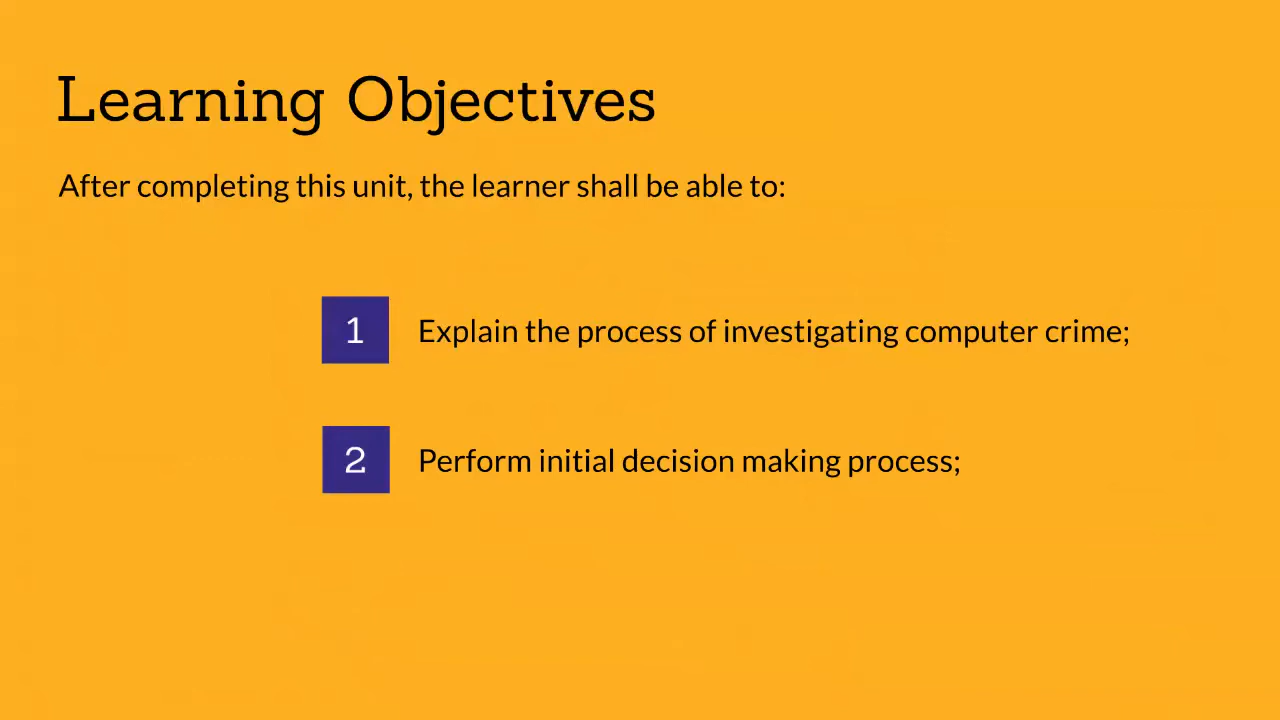 Learning Objectives
After completing this unit, the learner shall be able to:
1 Explain the process of investigating computer crime;
2 Perform initial decision making process;